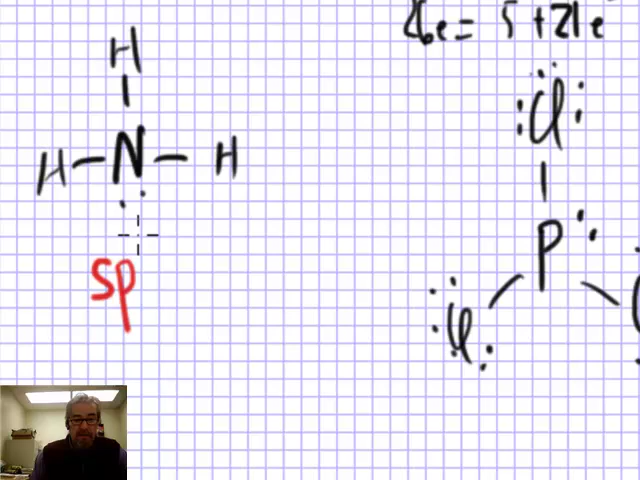 26e = 5 + 21e⁻
H
:Cl:
H–N–H
P
:Cl
sp